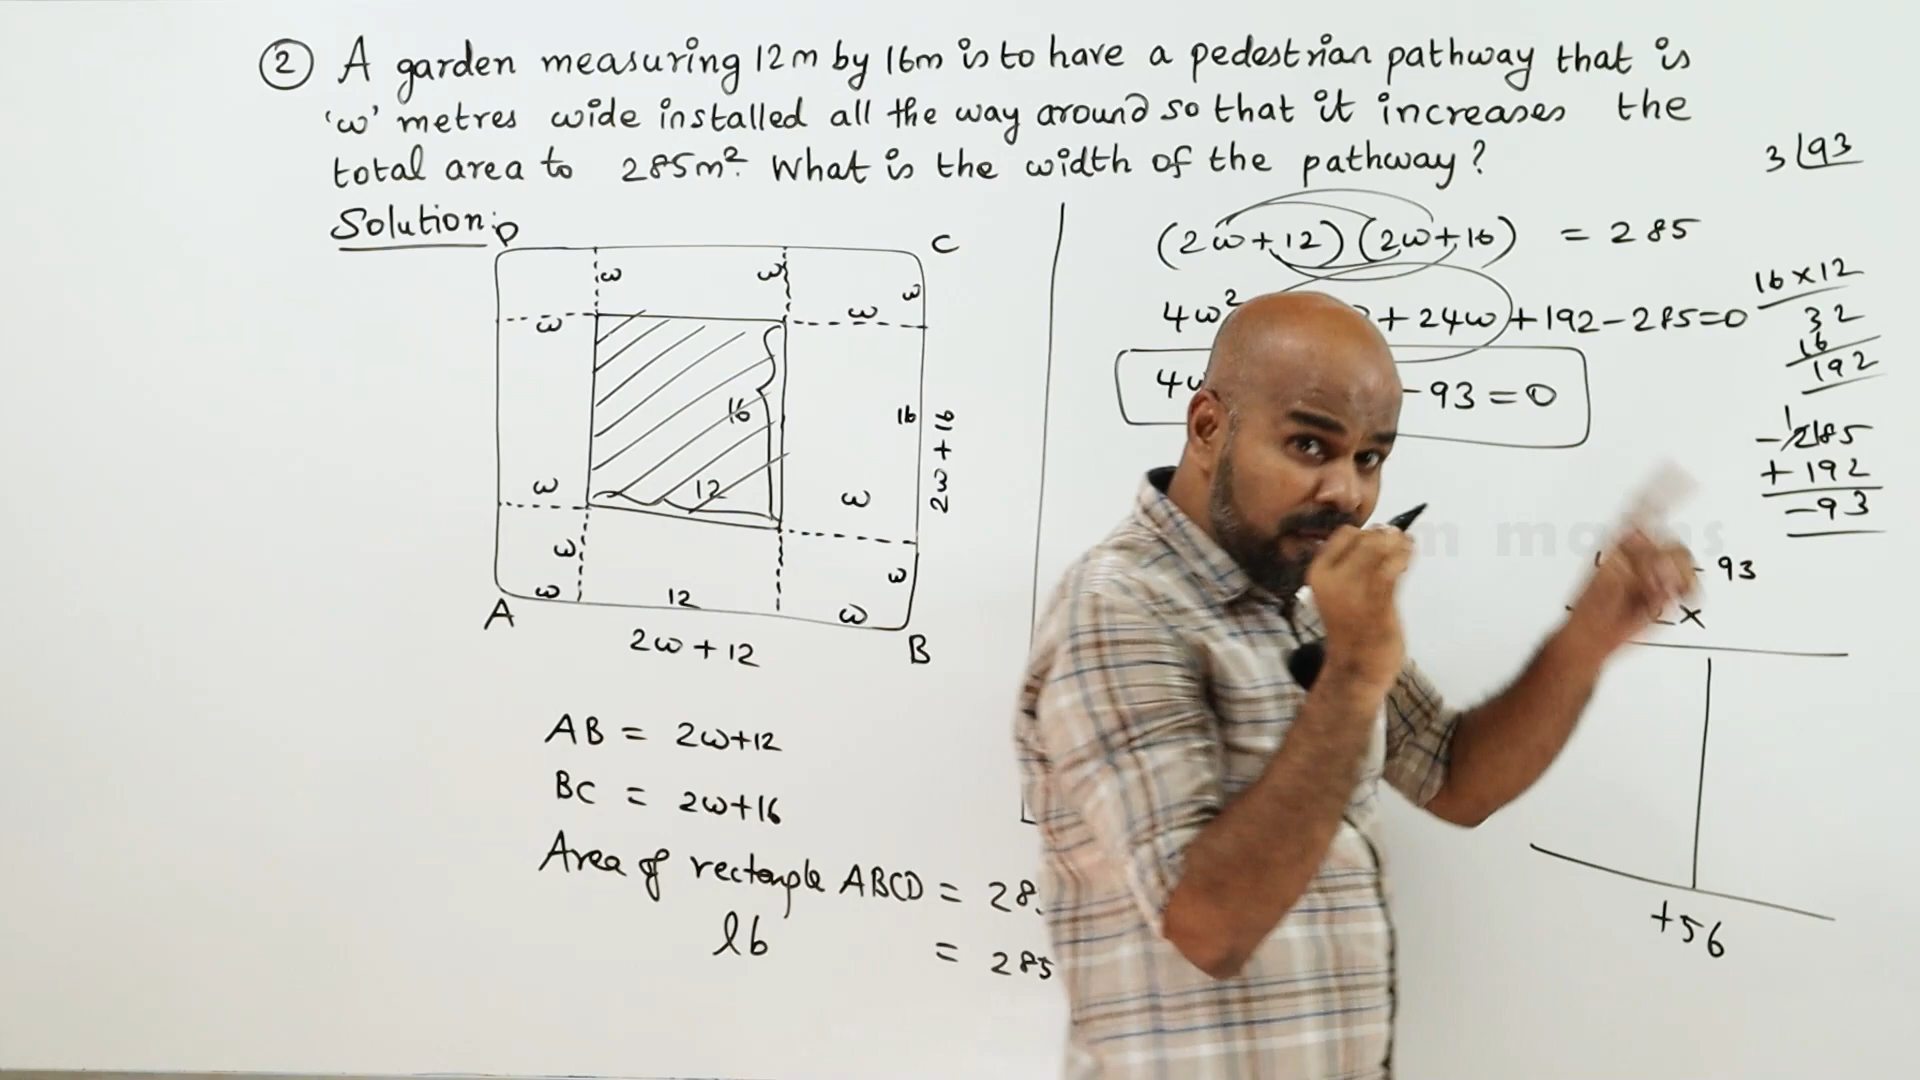 ② A garden measuring 12m by 16m is to have a pedestrian pathway that is
'w' metres wide installed all the way around so that it increases the
total area to 285m². What is the width of the pathway?
Solution:
D
C
w w w
w w
16
12
16
2w+16
w w
w w
w 12 w
A
B
2w+12
AB = 2w+12
BC = 2w+16
Area of rectangle ABCD = 28
lb = 285
(2w+12)(2w+16) = 285
4w² + 24w + 192 - 285 = 0
4w - 93 = 0
3 93
16 x 12
32
16
192
- 285
+ 192
- 93
- 93
x
+56